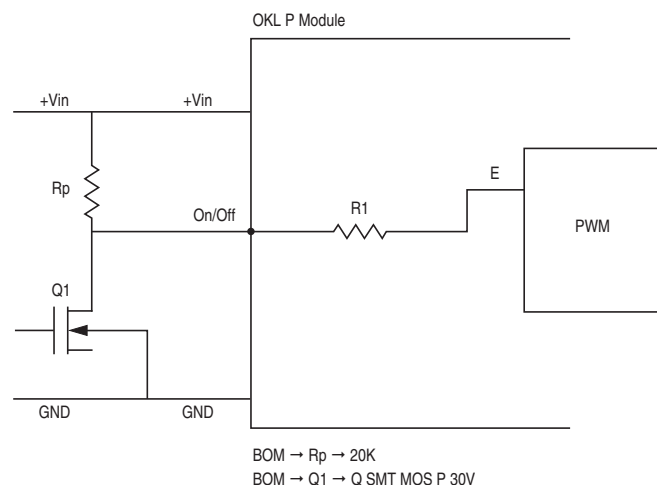 OKL P Module
+Vin +Vin
Rp
E
On/Off
R1
PWM
Q1
GND GND
BOM → Rp → 20K
BOM → Q1 → Q SMT MOS P 30V